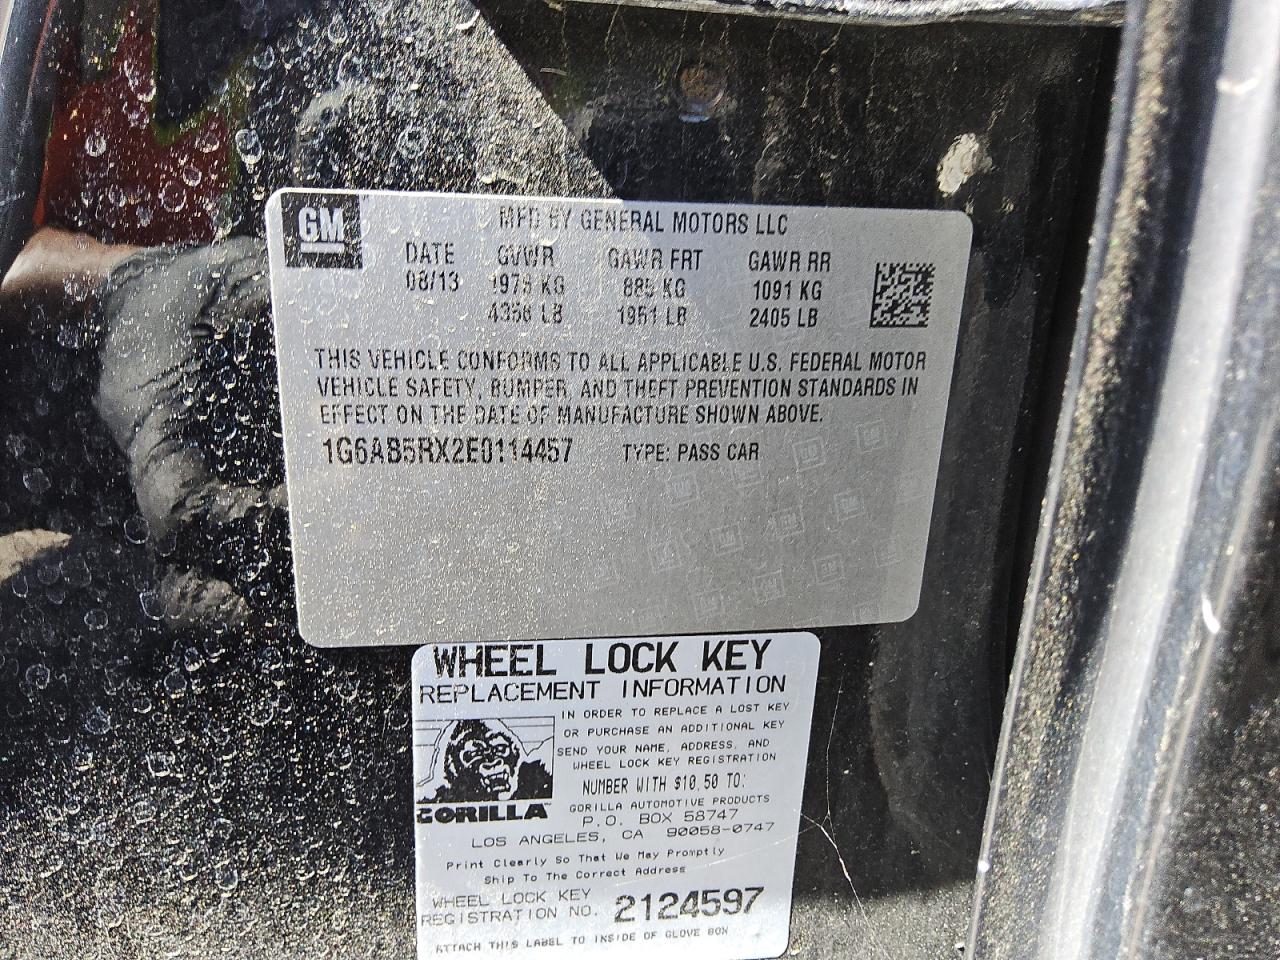 GM
MFD BY GENERAL MOTORS LLC
DATE GVWR GAWR FRT GAWR RR
08/13 1975 KG 885 KG 1091 KG
4356 LB 1951 LB 2405 LB
THIS VEHICLE CONFORMS TO ALL APPLICABLE U.S. FEDERAL MOTOR
VEHICLE SAFETY, BUMPER, AND THEFT PREVENTION STANDARDS IN
EFFECT ON THE DATE OF MANUFACTURE SHOWN ABOVE.
1G6AB5RX2E0114457 TYPE: PASS CAR
WHEEL LOCK KEY
REPLACEMENT INFORMATION
IN ORDER TO REPLACE A LOST KEY
OR PURCHASE AN ADDITIONAL KEY
SEND YOUR NAME, ADDRESS, AND
WHEEL LOCK KEY REGISTRATION
NUMBER WITH $10.50 TO:
GORILLA
GORILLA AUTOMOTIVE PRODUCTS
P.O. BOX 58747
LOS ANGELES, CA 90058-0747
Print Clearly So That We May Promptly
Ship To The Correct Address
WHEEL LOCK KEY
REGISTRATION NO. 2124597
ATTACH THIS LABEL TO INSIDE OF GLOVE BOX